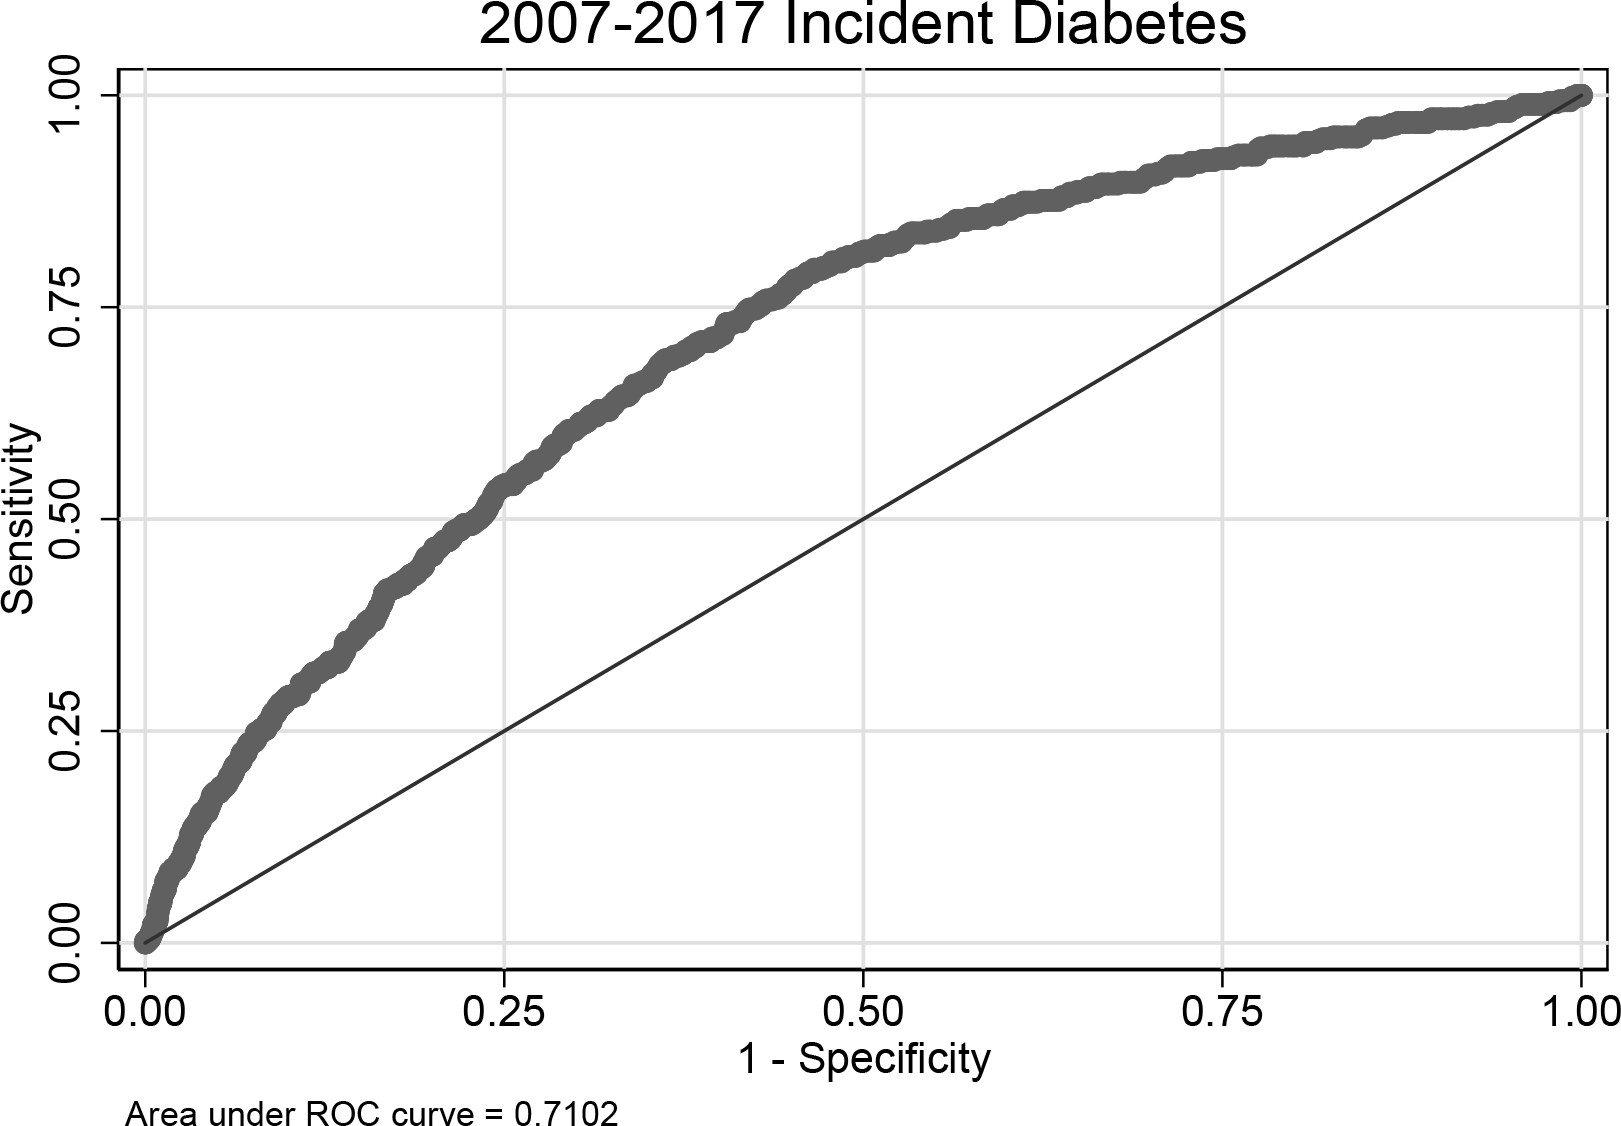 2007-2017 Incident Diabetes
Sensitivity
1.00
0.75
0.50
0.25
0.00
0.00 0.25 0.50 0.75 1.00
1 - Specificity
Area under ROC curve = 0.7102